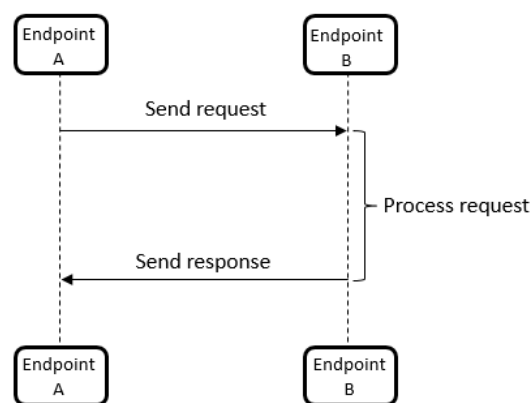 Endpoint
A
Endpoint
B
Send request
Process request
Send response
Endpoint
A
Endpoint
B